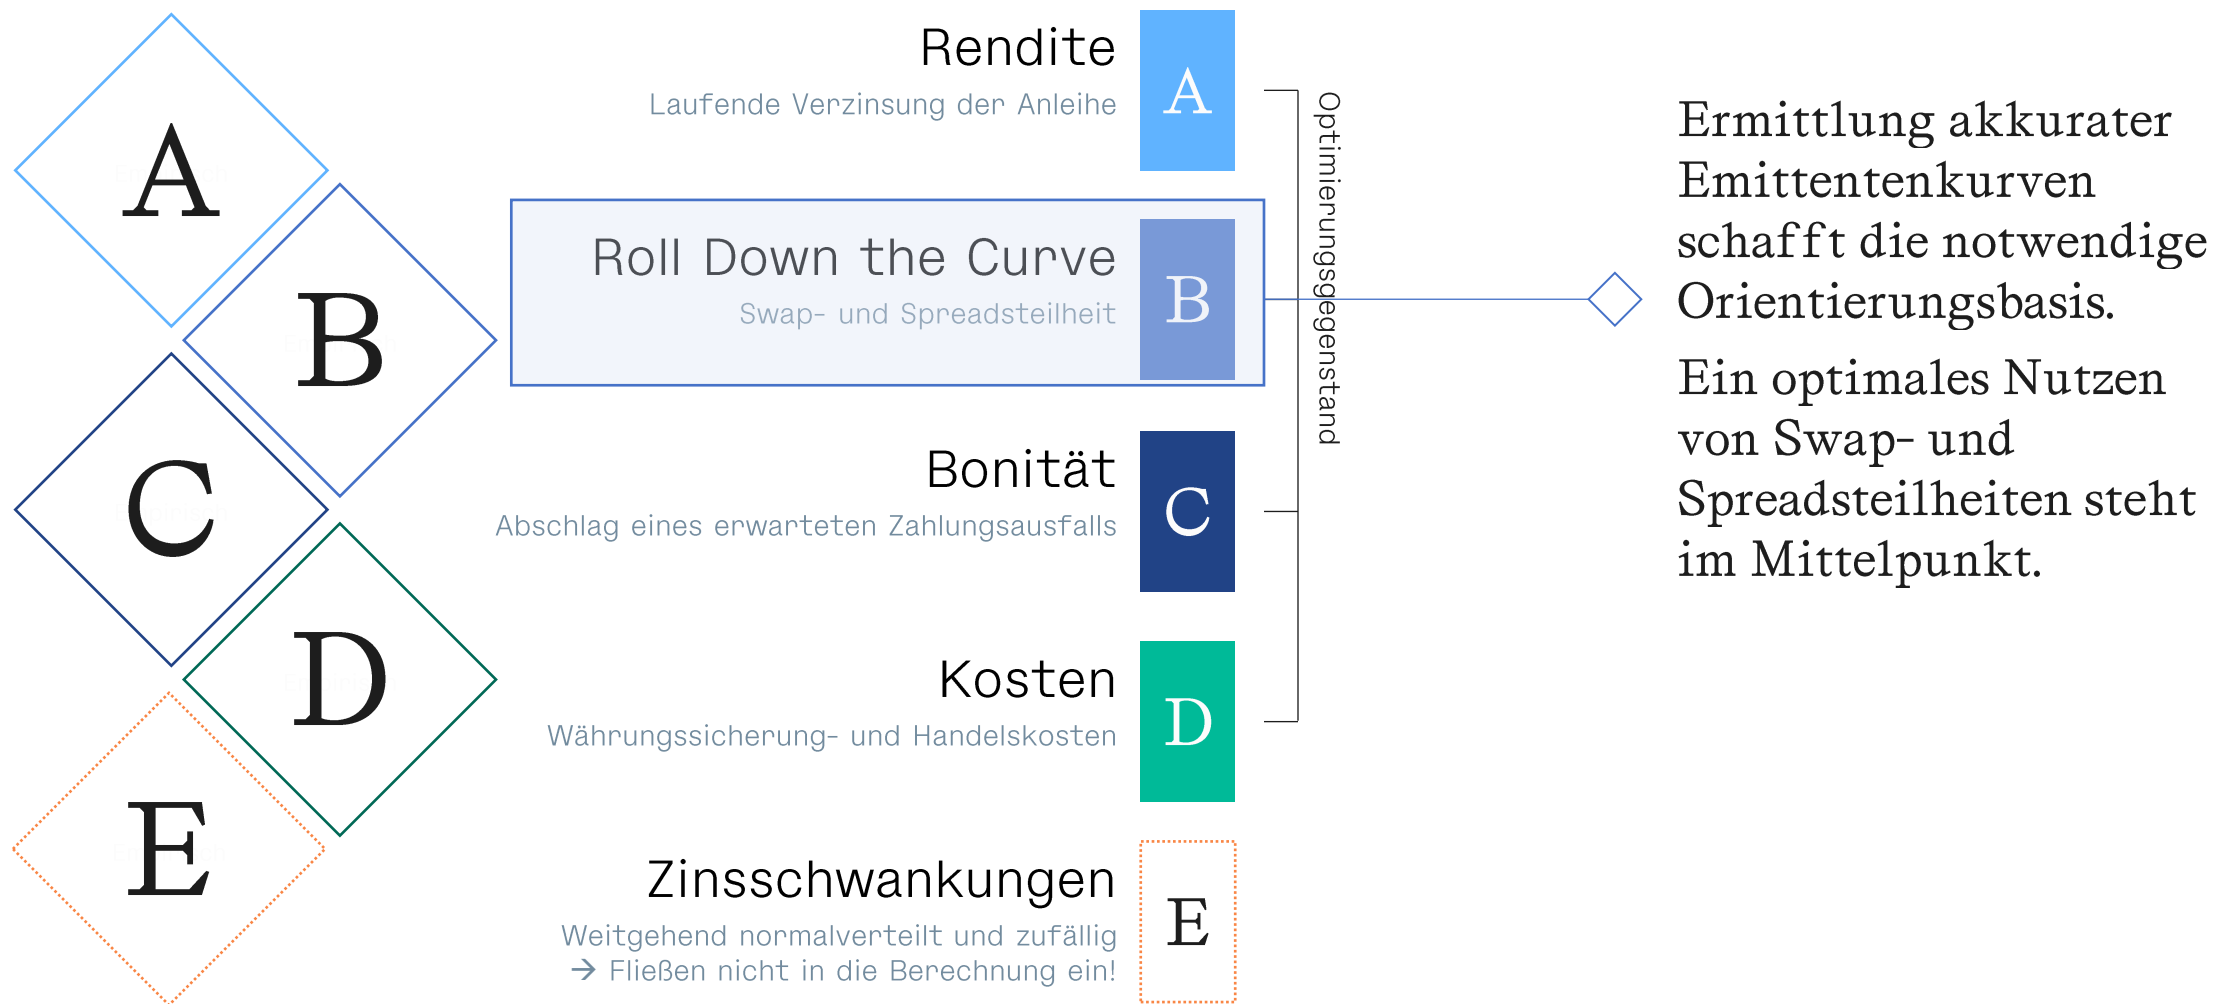 A
B
C
D
E
Rendite
Laufende Verzinsung der Anleihe
A
Roll Down the Curve
Swap- und Spreadsteilheit
B
Bonität
Abschlag eines erwarteten Zahlungsausfalls
C
Kosten
Währungssicherung- und Handelskosten
D
Zinsschwankungen
Weitgehend normalverteilt und zufällig
→ Fließen nicht in die Berechnung ein!
E
Optimierungsgegenstand
Ermittlung akkurater
Emittentenkurven
schafft die notwendige
Orientierungsbasis.
Ein optimales Nutzen
von Swap- und
Spreadsteilheiten steht
im Mittelpunkt.